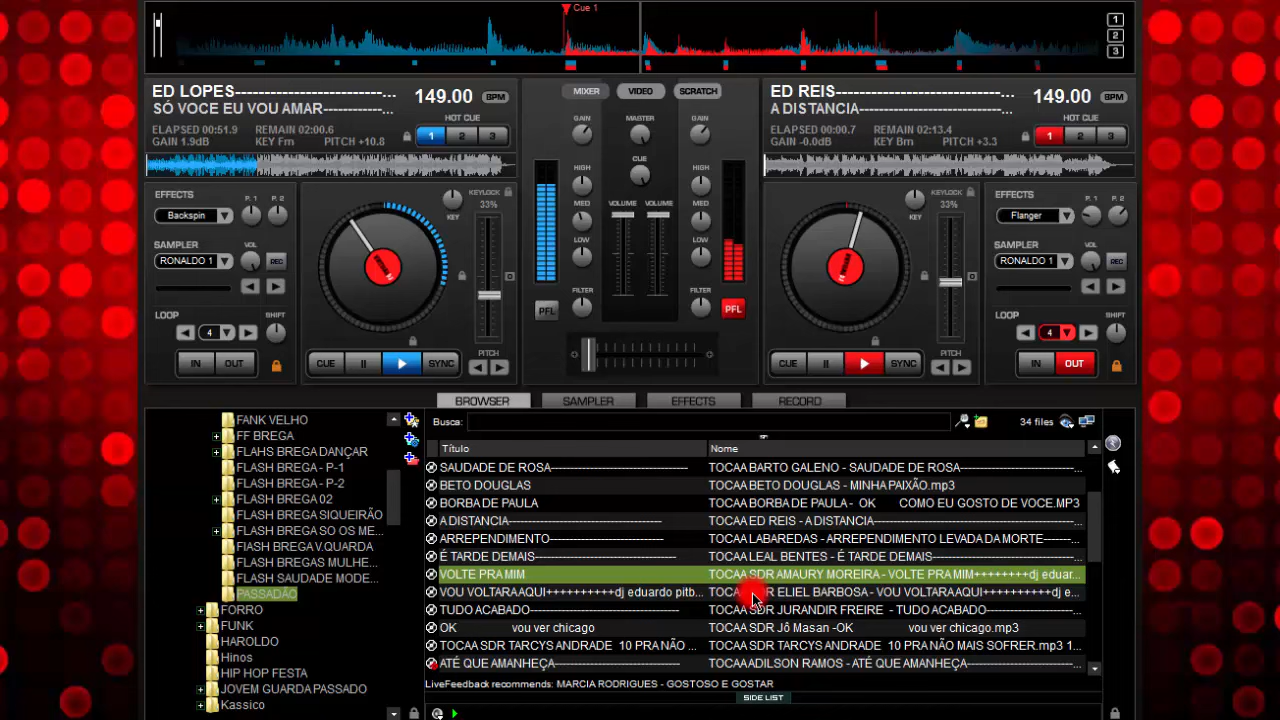 Cue 1
1
2
3
ED LOPES-----------------------------...
SÓ VOCE EU VOU AMAR------------...
149.00 BPM
ELAPSED 00:51.9 REMAIN 02:00.6
GAIN 1.9dB KEY Fm PITCH +10.8
HOT CUE
1 2 3
MIXER VIDEO SCRATCH
GAIN MASTER GAIN
HIGH CUE HIGH
MED VOLUME VOLUME MED
LOW LOW
FILTER FILTER
PFL PFL
ED REIS--------------------------------...
A DISTANCIA----------------------------...
149.00 BPM
ELAPSED 00:00.7 REMAIN 02:13.4
GAIN -0.0dB KEY Bm PITCH +3.3
HOT CUE
1 2 3
EFFECTS P. 1 P. 2
Backspin
SAMPLER VOL
RONALDO 1 REC
LOOP SHIFT
4
IN OUT
KEY
KEYLOCK
33%
CUE II SYNC
PITCH
KEY
KEYLOCK
33%
CUE II SYNC
PITCH
EFFECTS P. 1 P. 2
Flanger
SAMPLER VOL
RONALDO 1 REC
LOOP SHIFT
4
IN OUT
BROWSER SAMPLER EFFECTS RECORD
FANK VELHO
FF BREGA
FLAHS BREGA DANÇAR
FLASH BREGA - P-1
FLASH BREGA - P-2
FLASH BREGA 02
FLASH BREGA SIQUEIRÃO
FLASH BREGA SO OS ME...
FlASH BREGA V.QUARDA
FLASH BREGAS MULHE...
FLASH SAUDADE MODE...
PASSADÃO
FORRO
FUNK
HAROLDO
Hinos
HIP HOP FESTA
JOVEM GUARDA PASSADO
Kassico
Busca: 34 files
Título Nome
SAUDADE DE ROSA----------------------------------- TOCAA BARTO GALENO - SAUDADE DE ROSA-------------------------------...
BETO DOUGLAS TOCAA BETO DOUGLAS - MINHA PAIXÃO.mp3
BORBA DE PAULA TOCAA BORBA DE PAULA - OK COMO EU GOSTO DE VOCE.MP3
A DISTANCIA--------------------------------------- TOCAA ED REIS - A DISTANCIA-----------------------------------------------------...
ARREPENDIMENTO----------------------------- TOCAA LABAREDAS - ARREPENDIMENTO LEVADA DA MORTE----------...
É TARDE DEMAIS----------------------------------- TOCAA LEAL BENTES - É TARDE DEMAIS--------------------------------------...
VOLTE PRA MIM TOCAA SDR AMAURY MOREIRA - VOLTE PRA MIM++++++++dj eduar...
VOU VOLTARA AQUI++++++++++dj eduardo pitb... ELIEL BARBOSA - VOU VOLTARA AQUI++++++++++dj e...
TUDO ACABADO----------------------------------- TOCAA SDR JURANDIR FREIRE - TUDO ACABADO------------------------...
OK vou ver chicago TOCAA SDR Jô Masan -OK vou ver chicago.mp3
TOCAA SDR TARCYS ANDRADE 10 PRA NÃO ... TOCAA SDR TARCYS ANDRADE 10 PRA NÃO MAIS SOFRER.mp3 1...
ATÉ QUE AMANHEÇA-------------------------------- TOCAA ADILSON RAMOS - ATÉ QUE AMANHEÇA-----------------------------...
LiveFeedback recommends: MARCIA RODRIGUES - GOSTOSO E GOSTAR
SIDE LIST